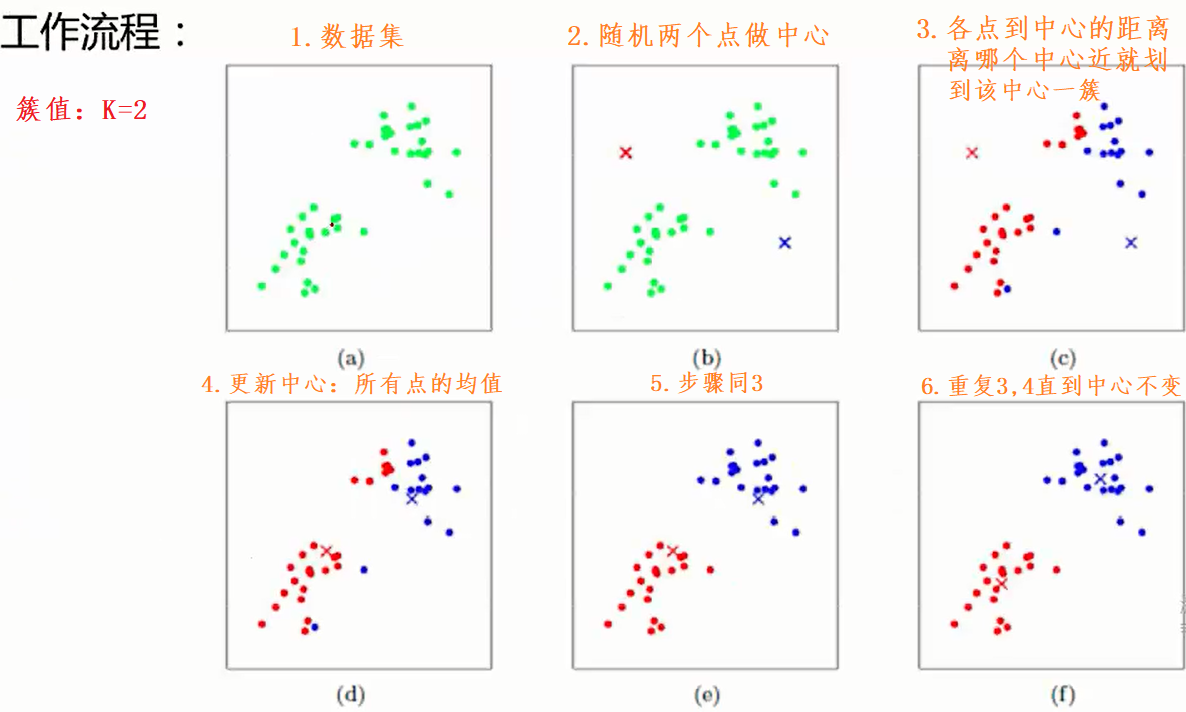 工作流程：
簇值：K=2
1.数据集
2.随机两个点做中心
3.各点到中心的距离
离哪个中心近就划
到该中心一簇
(a)
(b)
(c)
4.更新中心：所有点的均值
5.步骤同3
6.重复3,4直到中心不变
(d)
(e)
(f)